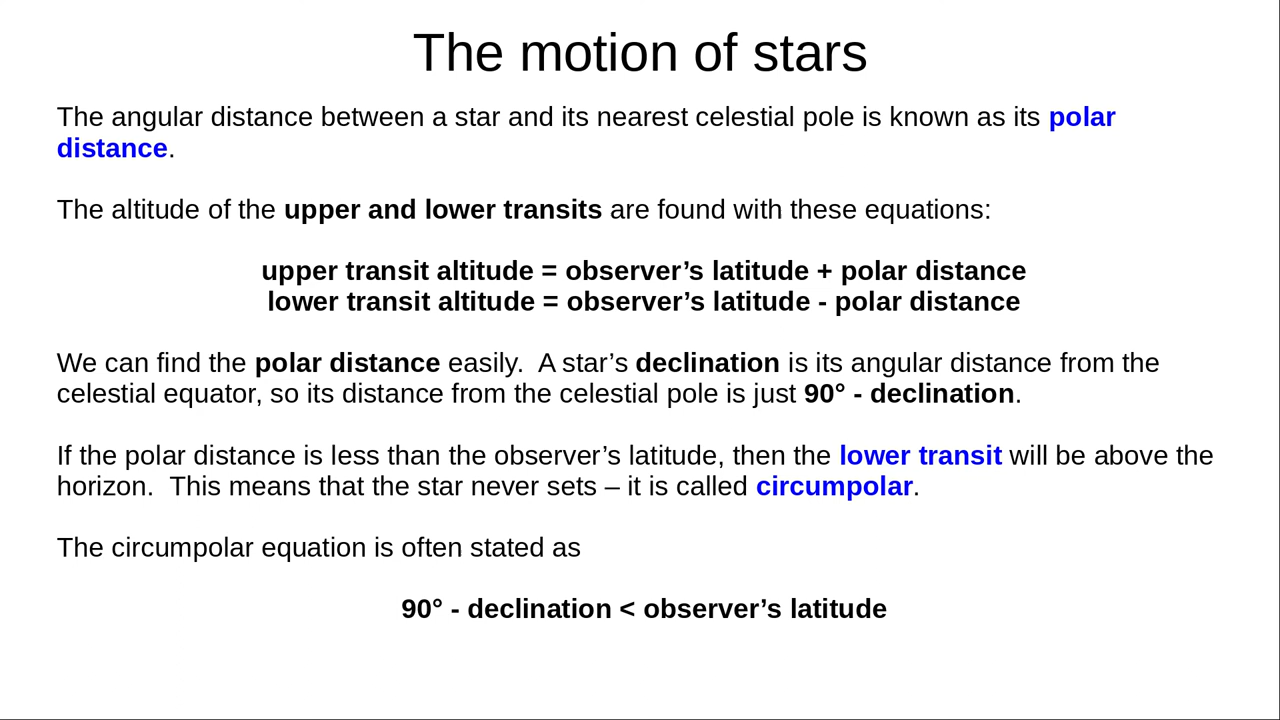 The motion of stars
The angular distance between a star and its nearest celestial pole is known as its polar
distance.
The altitude of the upper and lower transits are found with these equations:
upper transit altitude = observer’s latitude + polar distance
lower transit altitude = observer’s latitude - polar distance
We can find the polar distance easily.  A star’s declination is its angular distance from the
celestial equator, so its distance from the celestial pole is just 90° - declination.
If the polar distance is less than the observer’s latitude, then the lower transit will be above the
horizon.  This means that the star never sets – it is called circumpolar.
The circumpolar equation is often stated as
90° - declination < observer’s latitude